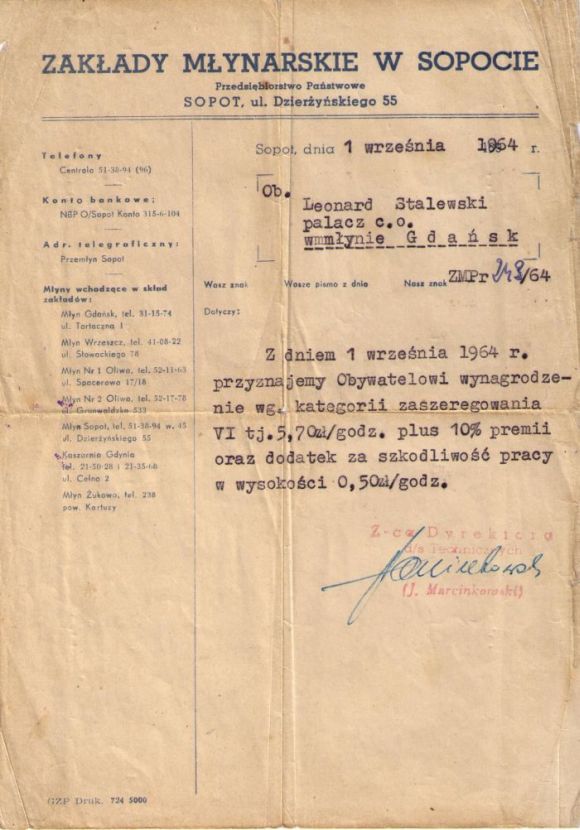 ZAKŁADY MŁYNARSKIE W SOPOCIE
Przedsiębiorstwo Państwowe
SOPOT, ul. Dzierżyńskiego 55
Telefony
Centrala 51-38-94 (96)
Konto bankowe:
NBP O/Sopot Konto 315-6-104
Adr. telegraficzny:
Przemłyn Sopot
Młyny wchodzące w skład
zakładów:
Młyn Gdańsk, tel. 31-15-74
ul. Tartaczna 1
Młyn Wrzeszcz, tel. 41-08-22
ul. Słowackiego 78
Młyn Nr 1 Oliwa, tel. 52-11-63
ul. Spacerowa 17/18
Młyn Nr 2 Oliwa, tel. 52-17-78
ul. Grunwaldzka 533
Młyn Sopot, tel. 51-38-94 w. 45
ul. Dzierżyńskiego 55
Kaszarnia Gdynia
tel. 21-50-28 i 21-35-68
ul. Celna 2
Młyn Żukowo, tel. 238
pow. Kartuzy
Sopot, dnia 1 września 1964 r.
Ob.
Leonard Stalewski
palacz c.o.
wmmłynie Gdańsk
Wasz znak Wasze pismo z dnia Nasz znak ZMPr 243/64
Dotyczy:
Z dniem 1 września 1964 r.
przyznajemy Obywatelowi wynagrodze-
nie wg. kategorii zaszeregowania
VI tj. 5,70zł/godz. plus 10% premii
oraz dodatek za szkodliwość pracy
w wysokości 0,50zł/godz.
Z-ca Dyrektora
d/s Technicznych
(J. Marcinkowski)
GZP Druk. 724 5000